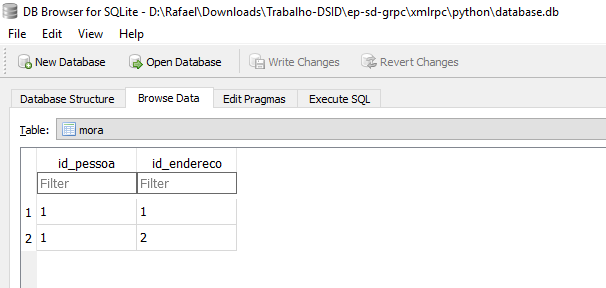 DB Browser for SQLite - D:\Rafael\Downloads\Trabalho-DSID\ep-sd-grpc\xmlrpc\python\database.db
File Edit View Help
New Database Open Database Write Changes Revert Changes
Database Structure Browse Data Edit Pragmas Execute SQL
Table: mora
id_pessoa id_endereco
Filter Filter
1 1 1
2 1 2